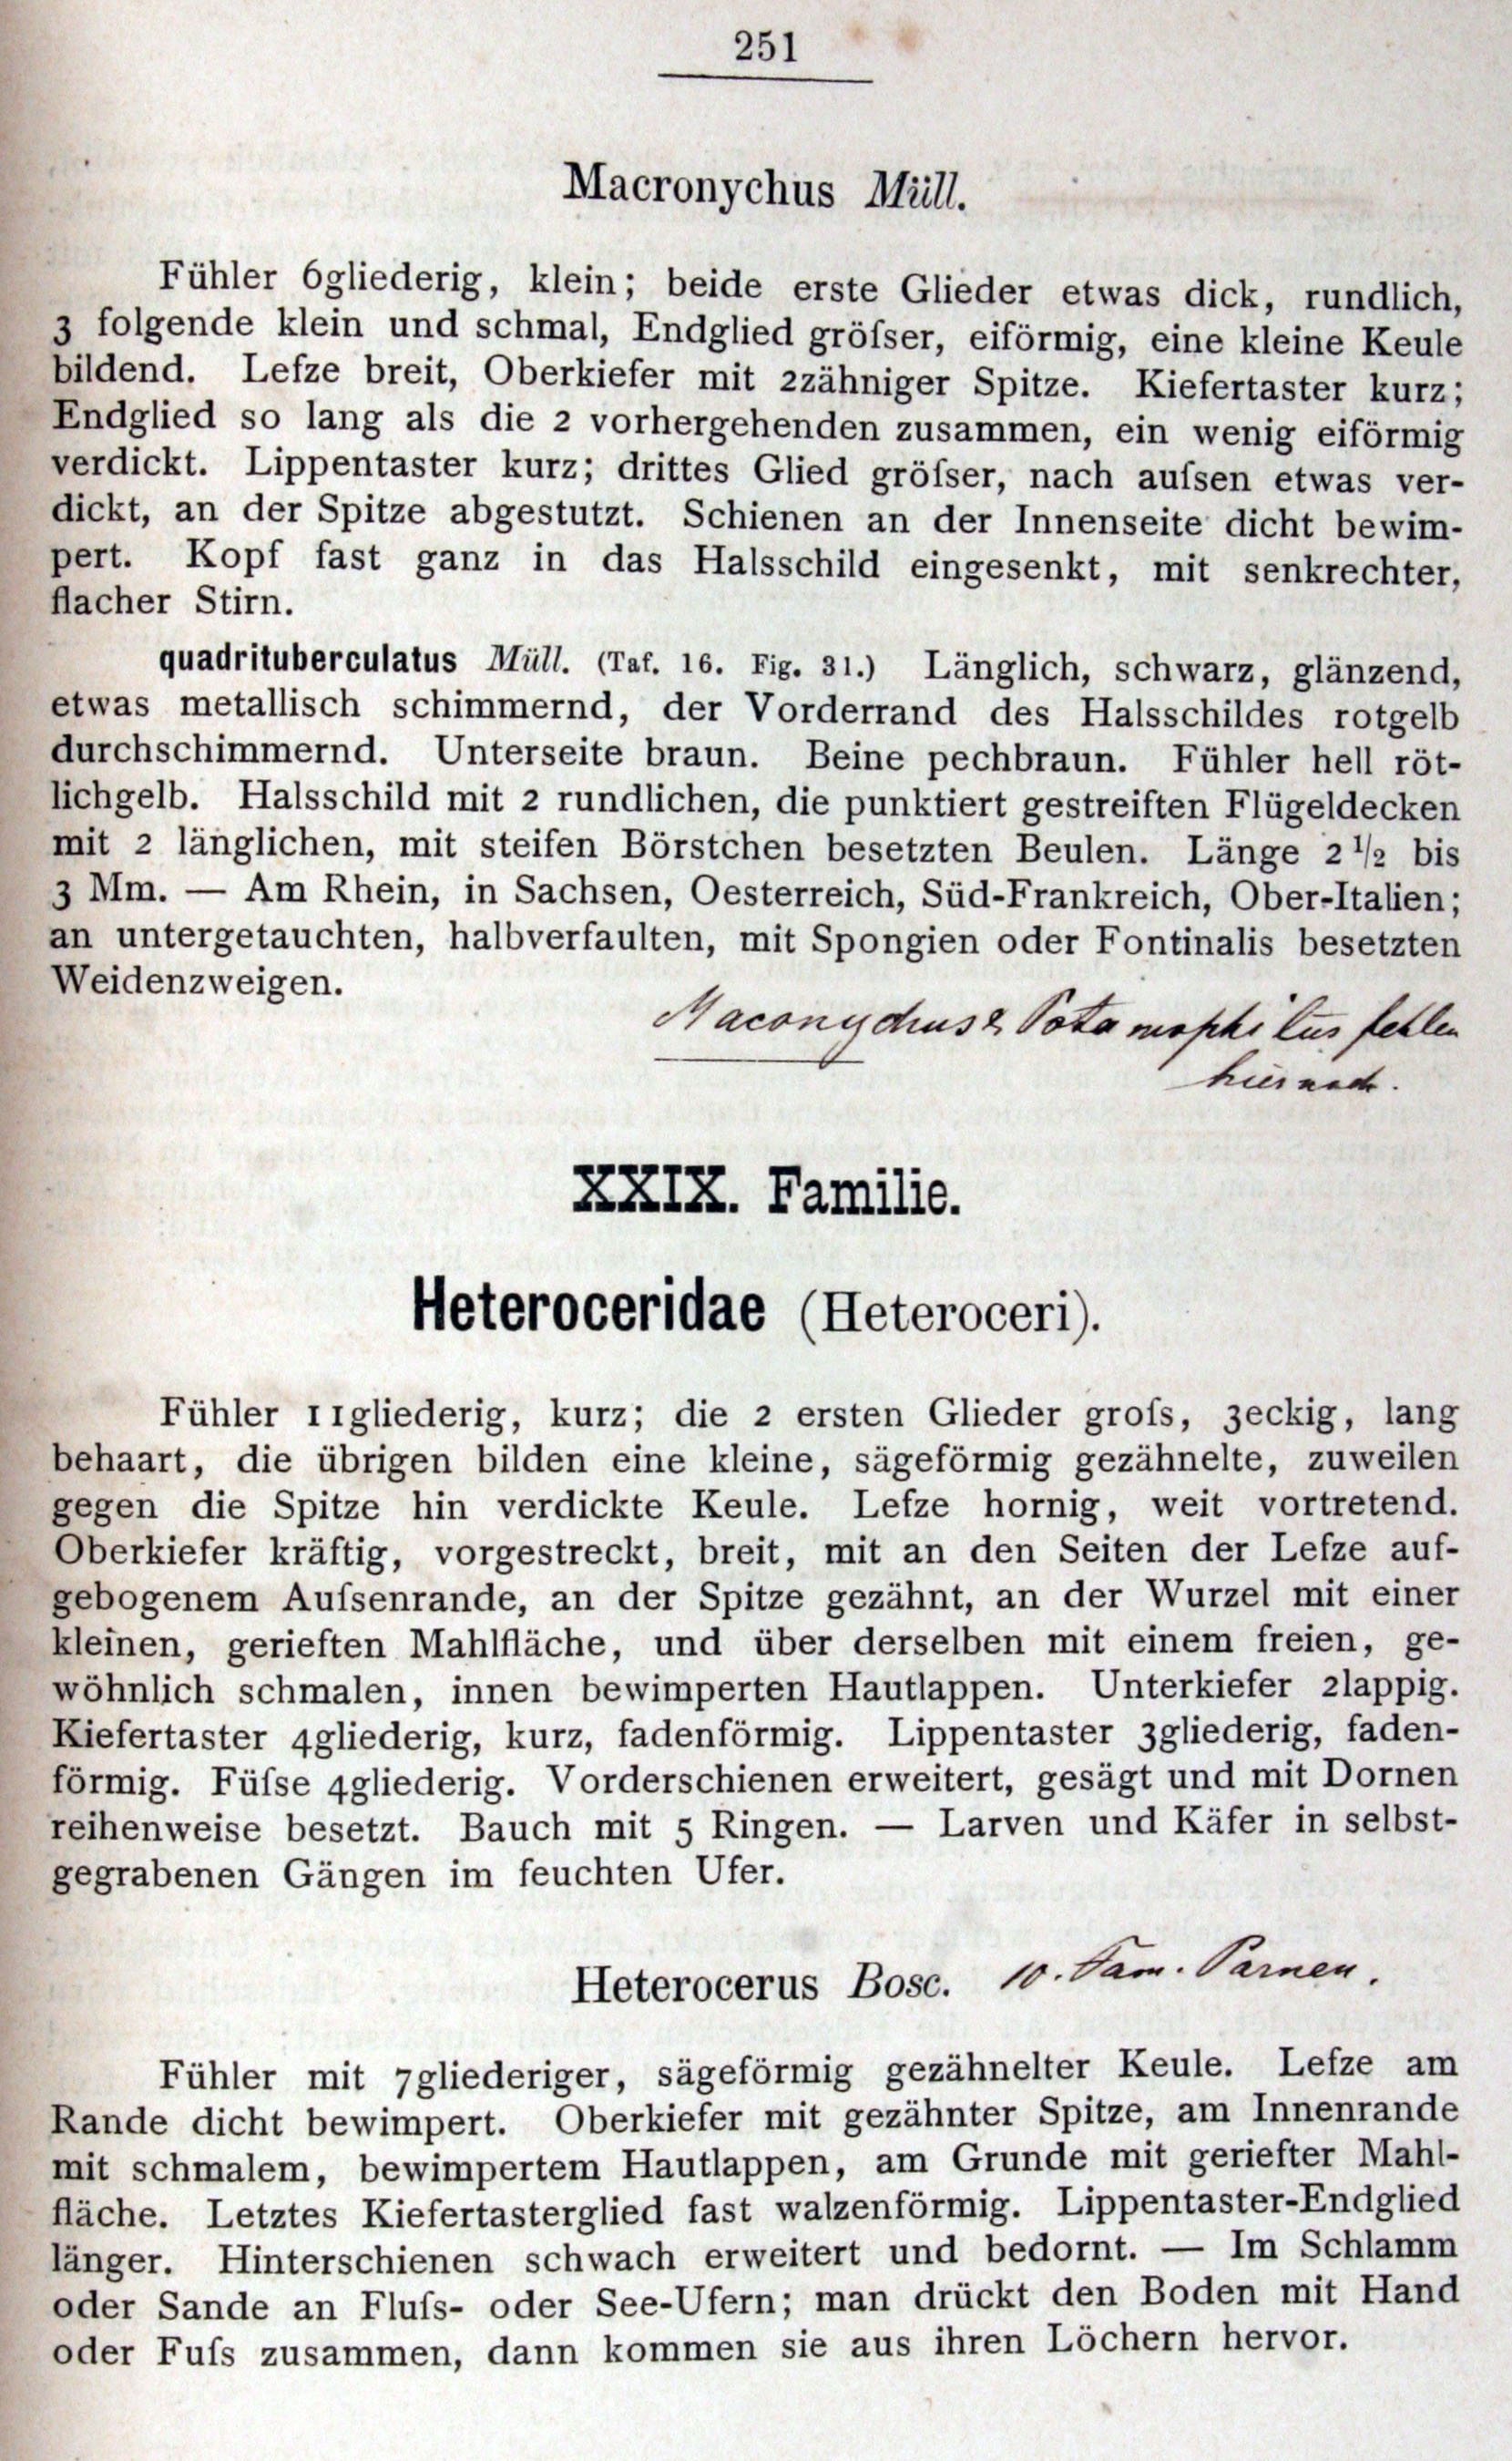 251
Macronychus Müll.
Fühler 6gliederig, klein; beide erste Glieder etwas dick, rundlich,
3 folgende klein und schmal, Endglied gröſser, eiförmig, eine kleine Keule
bildend. Lefze breit, Oberkiefer mit 2zähniger Spitze. Kiefertaster kurz;
Endglied so lang als die 2 vorhergehenden zusammen, ein wenig eiförmig
verdickt. Lippentaster kurz; drittes Glied gröſser, nach auſsen etwas ver-
dickt, an der Spitze abgestutzt. Schienen an der Innenseite dicht bewim-
pert. Kopf fast ganz in das Halsschild eingesenkt, mit senkrechter,
flacher Stirn.
quadrituberculatus Müll. (Taf. 16. Fig. 31.) Länglich, schwarz, glänzend,
etwas metallisch schimmernd, der Vorderrand des Halsschildes rotgelb
durchschimmernd. Unterseite braun. Beine pechbraun. Fühler hell röt-
lichgelb. Halsschild mit 2 rundlichen, die punktiert gestreiften Flügeldecken
mit 2 länglichen, mit steifen Börstchen besetzten Beulen. Länge 2 1/2 bis
3 Mm. — Am Rhein, in Sachsen, Oesterreich, Süd-Frankreich, Ober-Italien;
an untergetauchten, halbverfaulten, mit Spongien oder Fontinalis besetzten
Weidenzweigen.
Maconychus & Potamophilus fehlen
hier noch.
XXIX. Familie.
Heteroceridae (Heteroceri).
Fühler 11gliederig, kurz; die 2 ersten Glieder groſs, 3eckig, lang
behaart, die übrigen bilden eine kleine, sägeförmig gezähnelte, zuweilen
gegen die Spitze hin verdickte Keule. Lefze hornig, weit vortretend.
Oberkiefer kräftig, vorgestreckt, breit, mit an den Seiten der Lefze auf-
gebogenem Auſsenrande, an der Spitze gezähnt, an der Wurzel mit einer
kleinen, gerieften Mahlfläche, und über derselben mit einem freien, ge-
wöhnlich schmalen, innen bewimperten Hautlappen. Unterkiefer 2lappig.
Kiefertaster 4gliederig, kurz, fadenförmig. Lippentaster 3gliederig, faden-
förmig. Füſse 4gliederig. Vorderschienen erweitert, gesägt und mit Dornen
reihenweise besetzt. Bauch mit 5 Ringen. — Larven und Käfer in selbst-
gegrabenen Gängen im feuchten Ufer.
Heterocerus Bosc. 10. Fam. Parnen.
Fühler mit 7gliederiger, sägeförmig gezähnelter Keule. Lefze am
Rande dicht bewimpert. Oberkiefer mit gezähnter Spitze, am Innenrande
mit schmalem, bewimpertem Hautlappen, am Grunde mit geriefter Mahl-
fläche. Letztes Kiefertasterglied fast walzenförmig. Lippentaster-Endglied
länger. Hinterschienen schwach erweitert und bedornt. — Im Schlamm
oder Sande an Fluſs- oder See-Ufern; man drückt den Boden mit Hand
oder Fuſs zusammen, dann kommen sie aus ihren Löchern hervor.